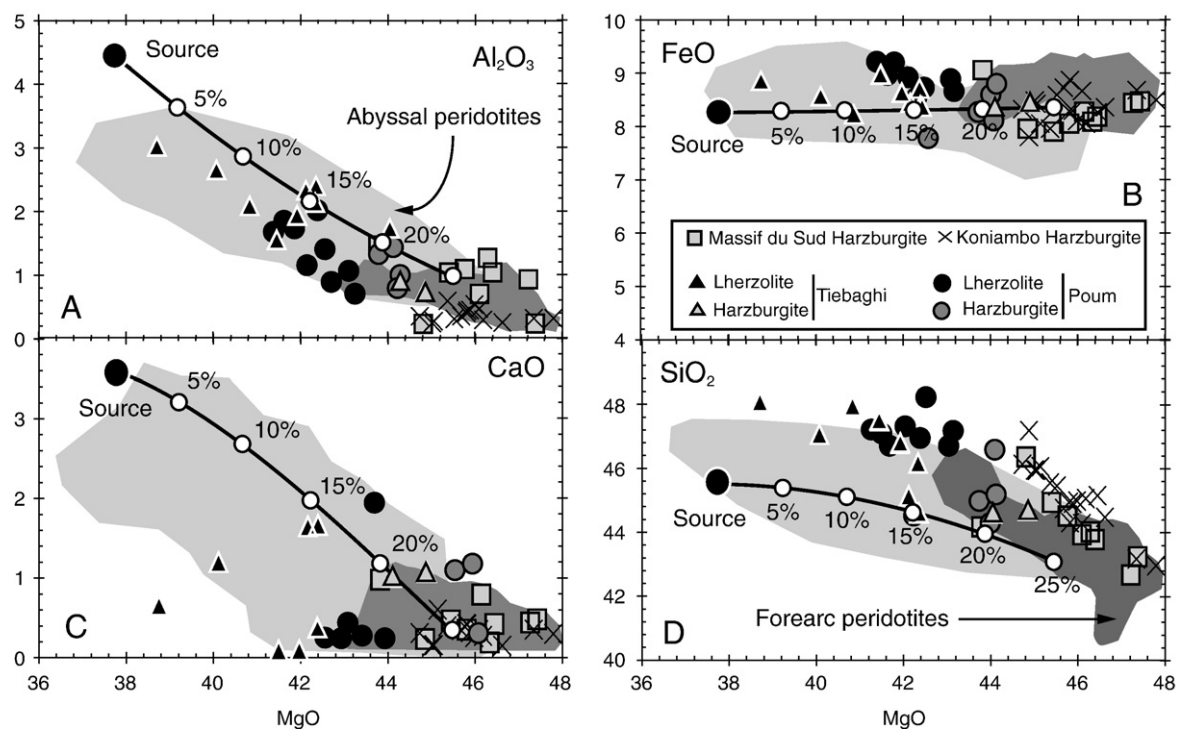 5
4
3
2
1
0
Source
5%
10%
15%
20%
Al₂O₃
Abyssal peridotites
A
10
9
8
7
6
5
4
FeO
Source
5%
10%
15%
20%
B
Massif du Sud Harzburgite
Koniambo Harzburgite
Lherzolite
Harzburgite
Tiebaghi
Lherzolite
Harzburgite
Poum
3
2
1
0
CaO
Source
5%
10%
15%
20%
C
36
38
40
42
44
46
48
MgO
48
46
44
42
40
SiO₂
Source
5%
10%
15%
20%
25%
Forearc peridotites
D
36
38
40
42
44
46
48
MgO